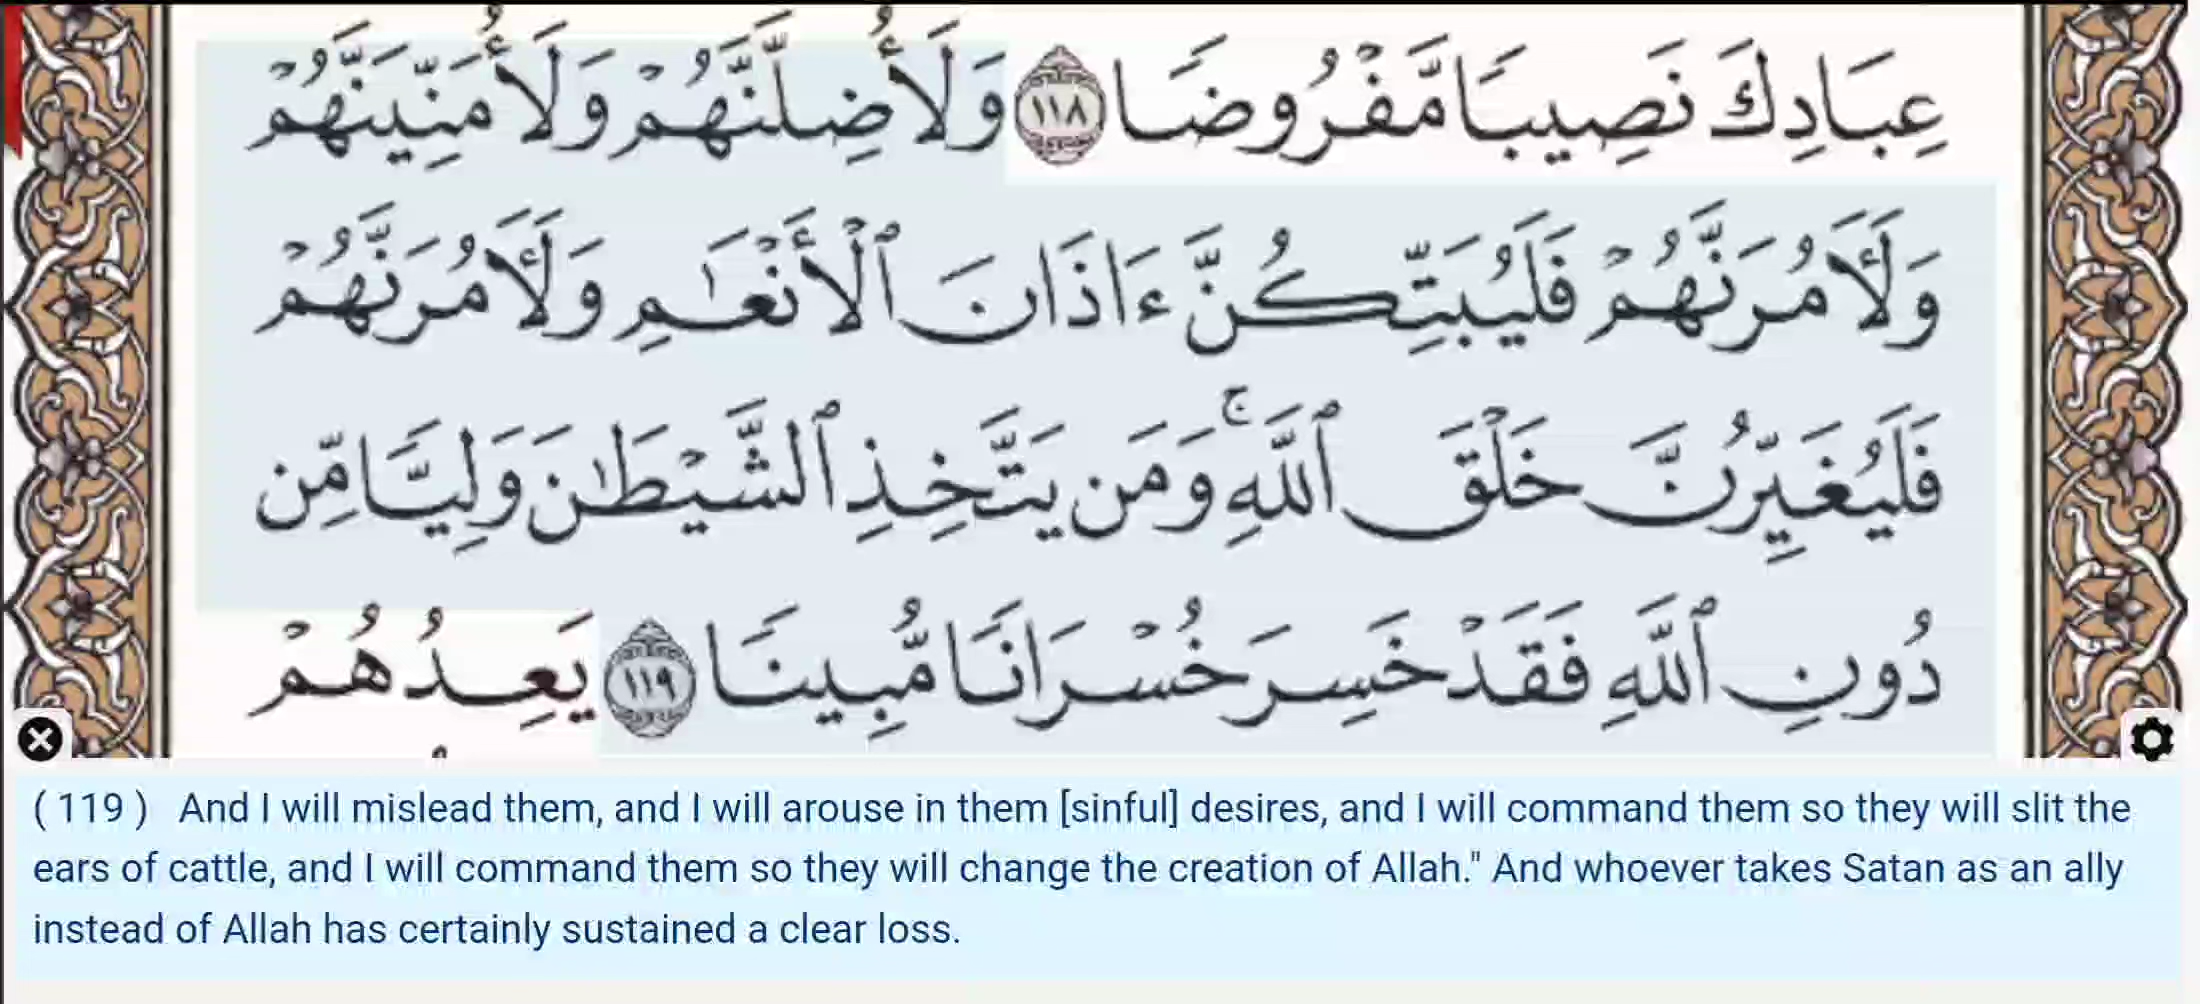 عِبَادِكَ نَصِيبًا مَّفْرُوضًا ١١٨ وَلَأُضِلَّنَّهُمْ وَلَأُمَنِّيَنَّهُمْ
وَلَأٓمُرَنَّهُمْ فَلَيُبَتِّكُنَّ ءَاذَانَ ٱلْأَنْعَٰمِ وَلَأٓمُرَنَّهُمْ
فَلَيُغَيِّرُنَّ خَلْقَ ٱللَّهِ ۚ وَمَن يَتَّخِذِ ٱلشَّيْطَٰنَ وَلِيًّا مِّن
دُونِ ٱللَّهِ فَقَدْ خَسِرَ خُسْرَانًا مُّبِينًا ١١٩ يَعِدُهُمْ
( 119 ) And I will mislead them, and I will arouse in them [sinful] desires, and I will command them so they will slit the
ears of cattle, and I will command them so they will change the creation of Allah." And whoever takes Satan as an ally
instead of Allah has certainly sustained a clear loss.